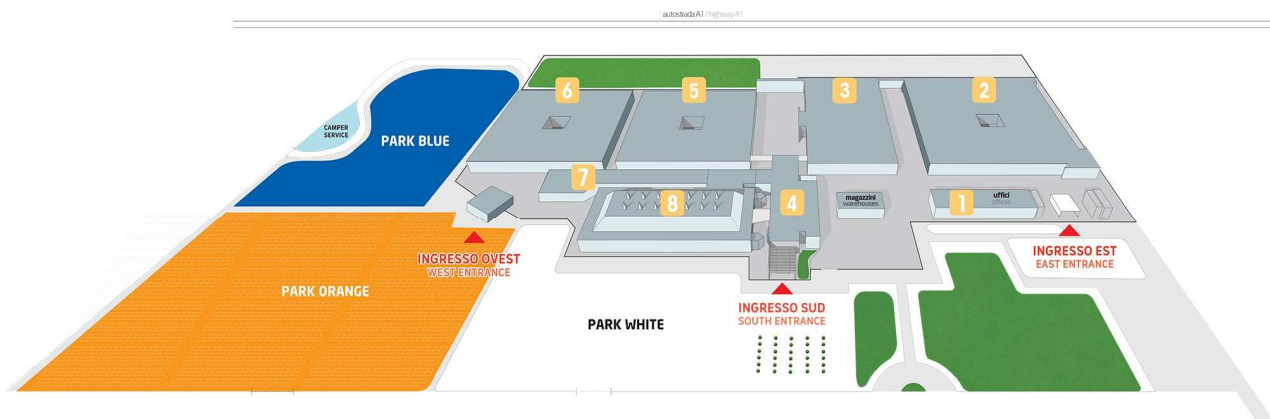 autostrada A1 / highway A1
6
5
3
2
CAMPER
SERVICE
PARK BLUE
7
8
4
magazzini
warehouses
1
uffici
offices
INGRESSO OVEST
WEST ENTRANCE
INGRESSO EST
EAST ENTRANCE
PARK ORANGE
INGRESSO SUD
SOUTH ENTRANCE
PARK WHITE